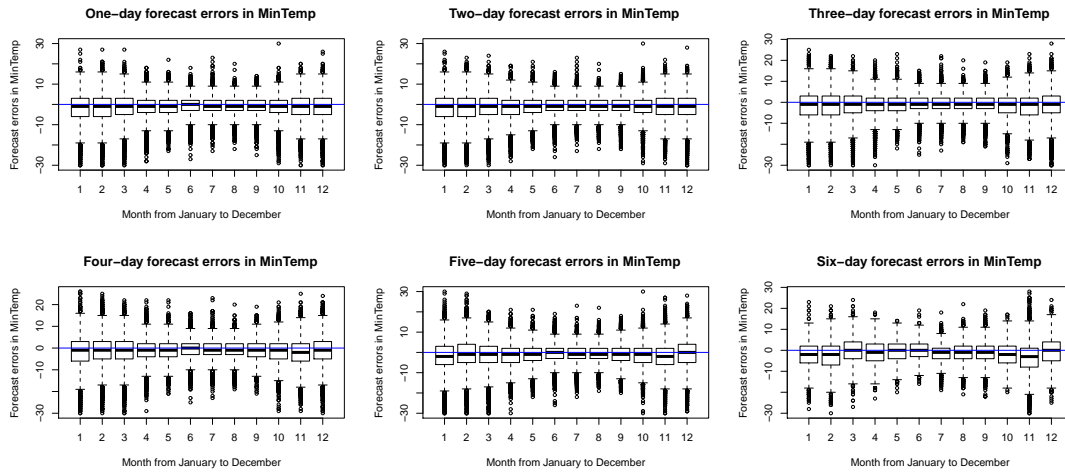 One−day forecast errors in MinTemp
Forecast errors in MinTemp
30
10
−10
−30
1 2 3 4 5 6 7 8 9 10 11 12
Month from January to December
Two−day forecast errors in MinTemp
Forecast errors in MinTemp
30
10
−10
−30
1 2 3 4 5 6 7 8 9 10 11 12
Month from January to December
Three−day forecast errors in MinTemp
Forecast errors in MinTemp
30
20
10
0
−10
−30
1 2 3 4 5 6 7 8 9 10 11 12
Month from January to December
Four−day forecast errors in MinTemp
Forecast errors in MinTemp
20
10
0
−10
−30
1 2 3 4 5 6 7 8 9 10 11 12
Month from January to December
Five−day forecast errors in MinTemp
Forecast errors in MinTemp
30
10
−10
−30
1 2 3 4 5 6 7 8 9 10 11 12
Month from January to December
Six−day forecast errors in MinTemp
Forecast errors in MinTemp
20
10
0
−10
−30
1 2 3 4 5 6 7 8 9 10 11 12
Month from January to December